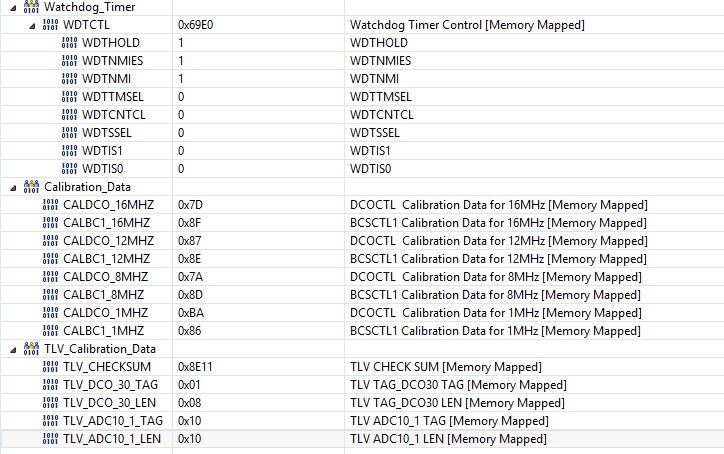 Watchdog_Timer
WDTCTL 0x69E0 Watchdog Timer Control [Memory Mapped]
WDTHOLD 1 WDTHOLD
WDTNMIES 1 WDTNMIES
WDTNMI 1 WDTNMI
WDTTMSEL 0 WDTTMSEL
WDTCNTCL 0 WDTCNTCL
WDTSSEL 0 WDTSSEL
WDTIS1 0 WDTIS1
WDTIS0 0 WDTIS0
Calibration_Data
CALDCO_16MHZ 0x7D DCOCTL Calibration Data for 16MHz [Memory Mapped]
CALBC1_16MHZ 0x8F BCSCTL1 Calibration Data for 16MHz [Memory Mapped]
CALDCO_12MHZ 0x87 DCOCTL Calibration Data for 12MHz [Memory Mapped]
CALBC1_12MHZ 0x8E BCSCTL1 Calibration Data for 12MHz [Memory Mapped]
CALDCO_8MHZ 0x7A DCOCTL Calibration Data for 8MHz [Memory Mapped]
CALBC1_8MHZ 0x8D BCSCTL1 Calibration Data for 8MHz [Memory Mapped]
CALDCO_1MHZ 0xBA DCOCTL Calibration Data for 1MHz [Memory Mapped]
CALBC1_1MHZ 0x86 BCSCTL1 Calibration Data for 1MHz [Memory Mapped]
TLV_Calibration_Data
TLV_CHECKSUM 0x8E11 TLV CHECK SUM [Memory Mapped]
TLV_DCO_30_TAG 0x01 TLV TAG_DCO30 TAG [Memory Mapped]
TLV_DCO_30_LEN 0x08 TLV TAG_DCO30 LEN [Memory Mapped]
TLV_ADC10_1_TAG 0x10 TLV ADC10_1 TAG [Memory Mapped]
TLV_ADC10_1_LEN 0x10 TLV ADC10_1 LEN [Memory Mapped]